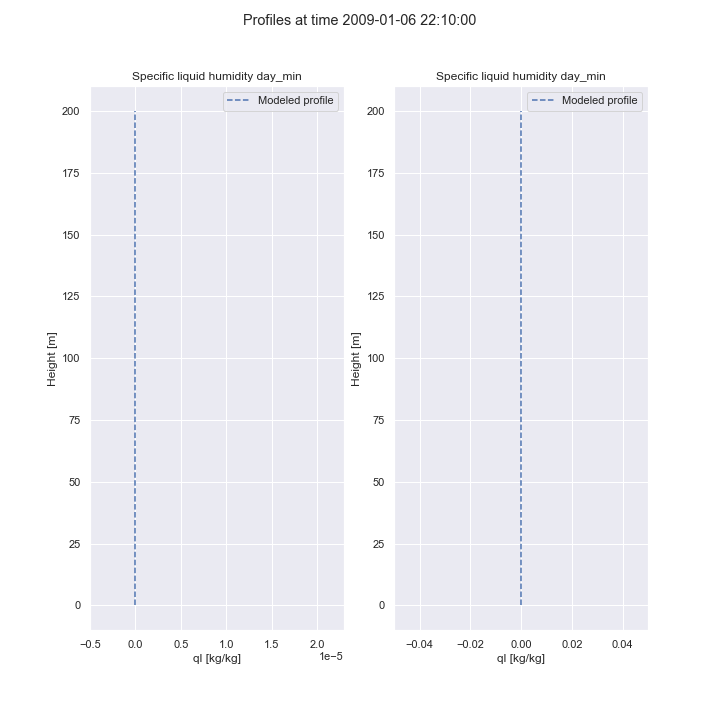 Profiles at time 2009-01-06 22:10:00
Specific liquid humidity day_min
Modeled profile
200
175
150
125
100
75
50
25
0
Height [m]
−0.5 0.0 0.5 1.0 1.5 2.0
1e−5
ql [kg/kg]
Specific liquid humidity day_min
Modeled profile
200
175
150
125
100
75
50
25
0
Height [m]
−0.04 −0.02 0.00 0.02 0.04
ql [kg/kg]